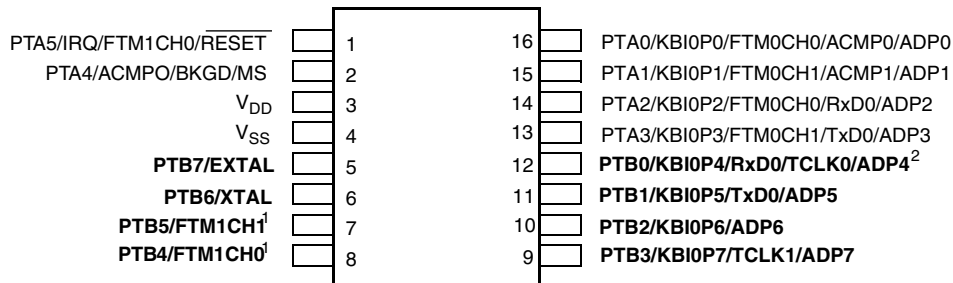 PTA5/IRQ/FTM1CH0/RESET 1
PTA4/ACMPO/BKGD/MS 2
VDD 3
VSS 4
PTB7/EXTAL 5
PTB6/XTAL 6
PTB5/FTM1CH1¹ 7
PTB4/FTM1CH0¹ 8
16 PTA0/KBI0P0/FTM0CH0/ACMP0/ADP0
15 PTA1/KBI0P1/FTM0CH1/ACMP1/ADP1
14 PTA2/KBI0P2/FTM0CH0/RxD0/ADP2
13 PTA3/KBI0P3/FTM0CH1/TxD0/ADP3
12 PTB0/KBI0P4/RxD0/TCLK0/ADP4²
11 PTB1/KBI0P5/TxD0/ADP5
10 PTB2/KBI0P6/ADP6
9 PTB3/KBI0P7/TCLK1/ADP7